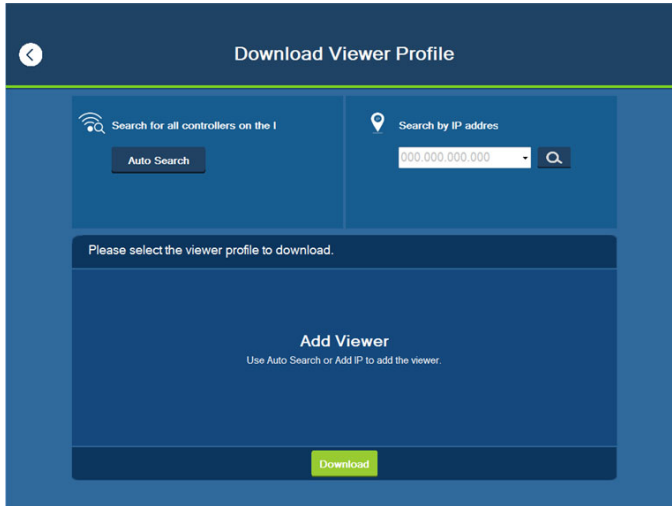 Download Viewer Profile
Search for all controllers on the l
Auto Search
Search by IP addres
000.000.000.000
Please select the viewer profile to download.
Add Viewer
Use Auto Search or Add IP to add the viewer.
Download